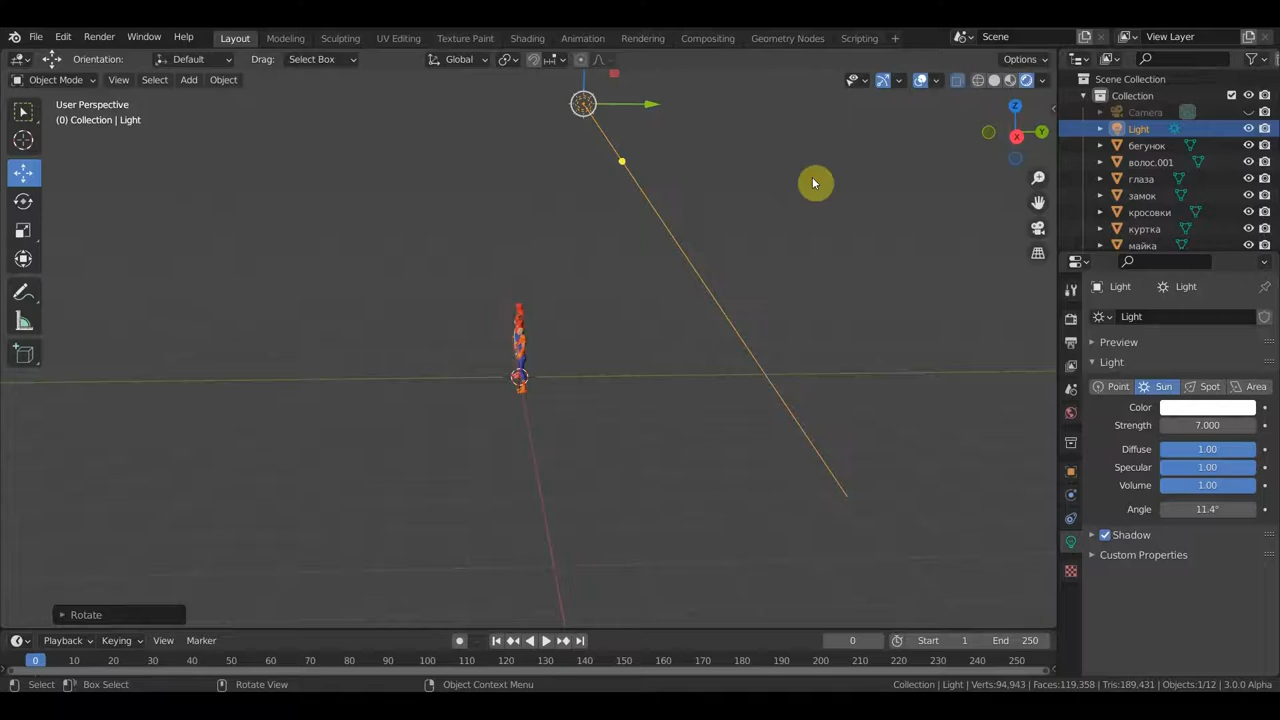 File Edit Render Window Help Layout Modeling Sculpting UV Editing Texture Paint Shading Animation Rendering Compositing Geometry Nodes Scripting + Scene View Layer
Orientation: Default Drag: Select Box Global Options
Object Mode View Select Add Object
Scene Collection
Collection
Camera
Light
бегунок
волос.001
глаза
замок
кросовки
куртка
майка
User Perspective
(0) Collection | Light
Z
Y
X
Light Light
Light
Preview
Light
Point Sun Spot Area
Color
Strength 7.000
Diffuse 1.00
Specular 1.00
Volume 1.00
Angle 11.4°
Shadow
Custom Properties
Rotate
Playback Keying View Marker 0 Start 1 End 250
0 10 20 30 40 50 60 70 80 90 100 110 120 130 140 150 160 170 180 190 200 210 220 230 240 250
Select Box Select Rotate View Object Context Menu Collection | Light | Verts:94,943 | Faces:119,358 | Tris:189,431 | Objects:1/12 | 3.0.0 Alpha